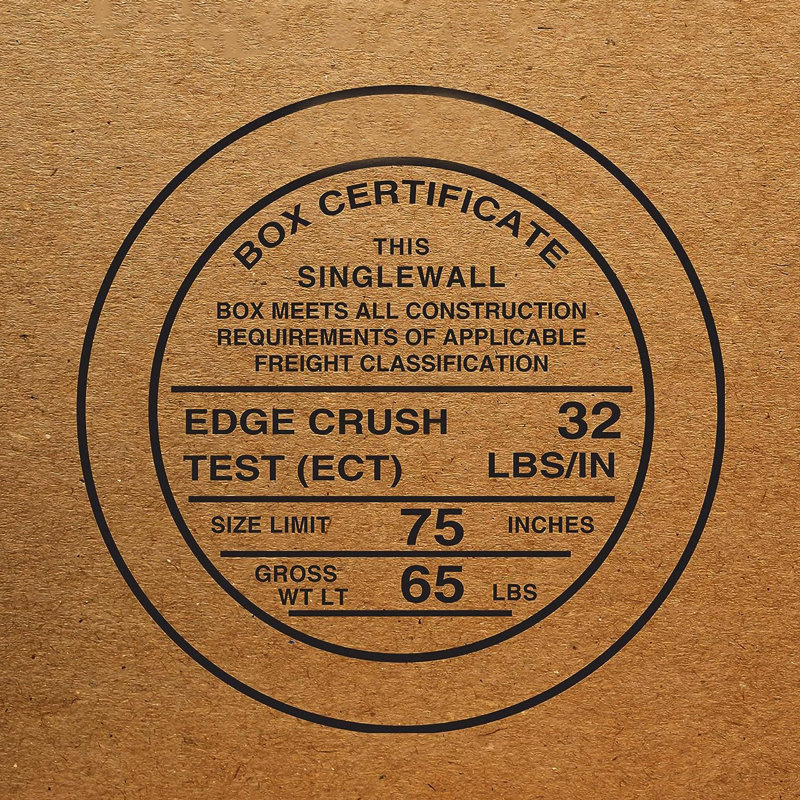 BOX CERTIFICATE
THIS
SINGLEWALL
BOX MEETS ALL CONSTRUCTION
REQUIREMENTS OF APPLICABLE
FREIGHT CLASSIFICATION
EDGE CRUSH 32
TEST (ECT) LBS/IN
SIZE LIMIT 75 INCHES
GROSS
WT LT 65 LBS